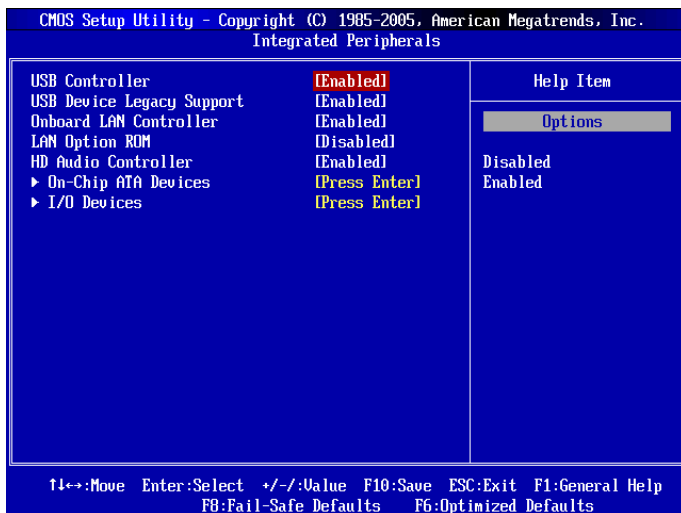 CMOS Setup Utility - Copyright (C) 1985-2005, American Megatrends, Inc.
Integrated Peripherals
USB Controller [Enabled]
USB Device Legacy Support [Enabled]
Onboard LAN Controller [Enabled]
LAN Option ROM [Disabled]
HD Audio Controller [Enabled]
▶ On-Chip ATA Devices [Press Enter]
▶ I/O Devices [Press Enter]
Help Item
Options
Disabled
Enabled
↑↓←→:Move Enter:Select +/-/:Value F10:Save ESC:Exit F1:General Help
F8:Fail-Safe Defaults F6:Optimized Defaults